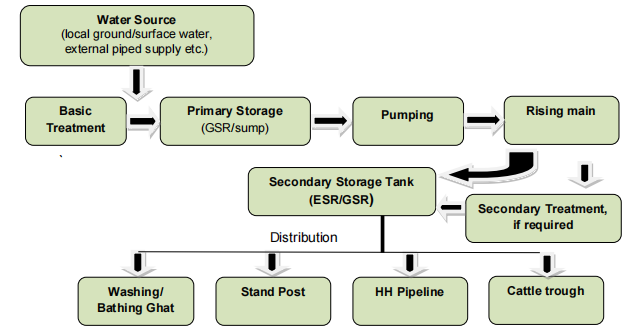 Water Source
(local ground/surface water,
external piped supply etc.)
Basic
Treatment
Primary Storage
(GSR/sump)
Pumping
Rising main
Secondary Storage Tank
(ESR/GSR)
Secondary Treatment,
if required
Distribution
Washing/
Bathing Ghat
Stand Post
HH Pipeline
Cattle trough